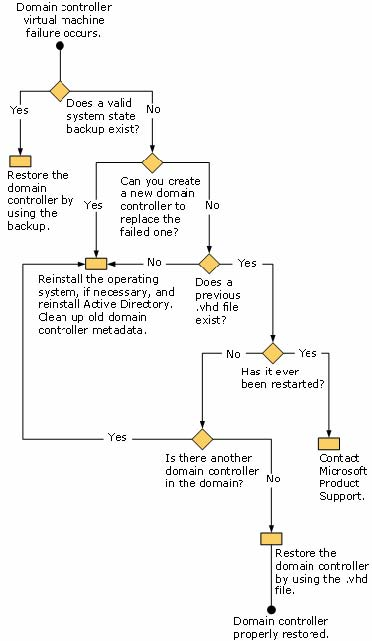 Domain controller
virtual machine
failure occurs.
Yes
No
Does a valid
system state
backup exist?
Restore the
domain
controller by
using the
backup.
Can you create
a new domain
controller to
replace the
failed one?
Yes
No
No
Yes
Reinstall the operating
system, if necessary, and
reinstall Active Directory.
Clean up old domain
controller metadata.
Does a
previous
.vhd file
exist?
No
Yes
Has it ever
been restarted?
Yes
Is there another
domain controller
in the domain?
Contact
Microsoft
Product
Support.
No
Restore the
domain controller
by using the .vhd
file.
Domain controller
properly restored.